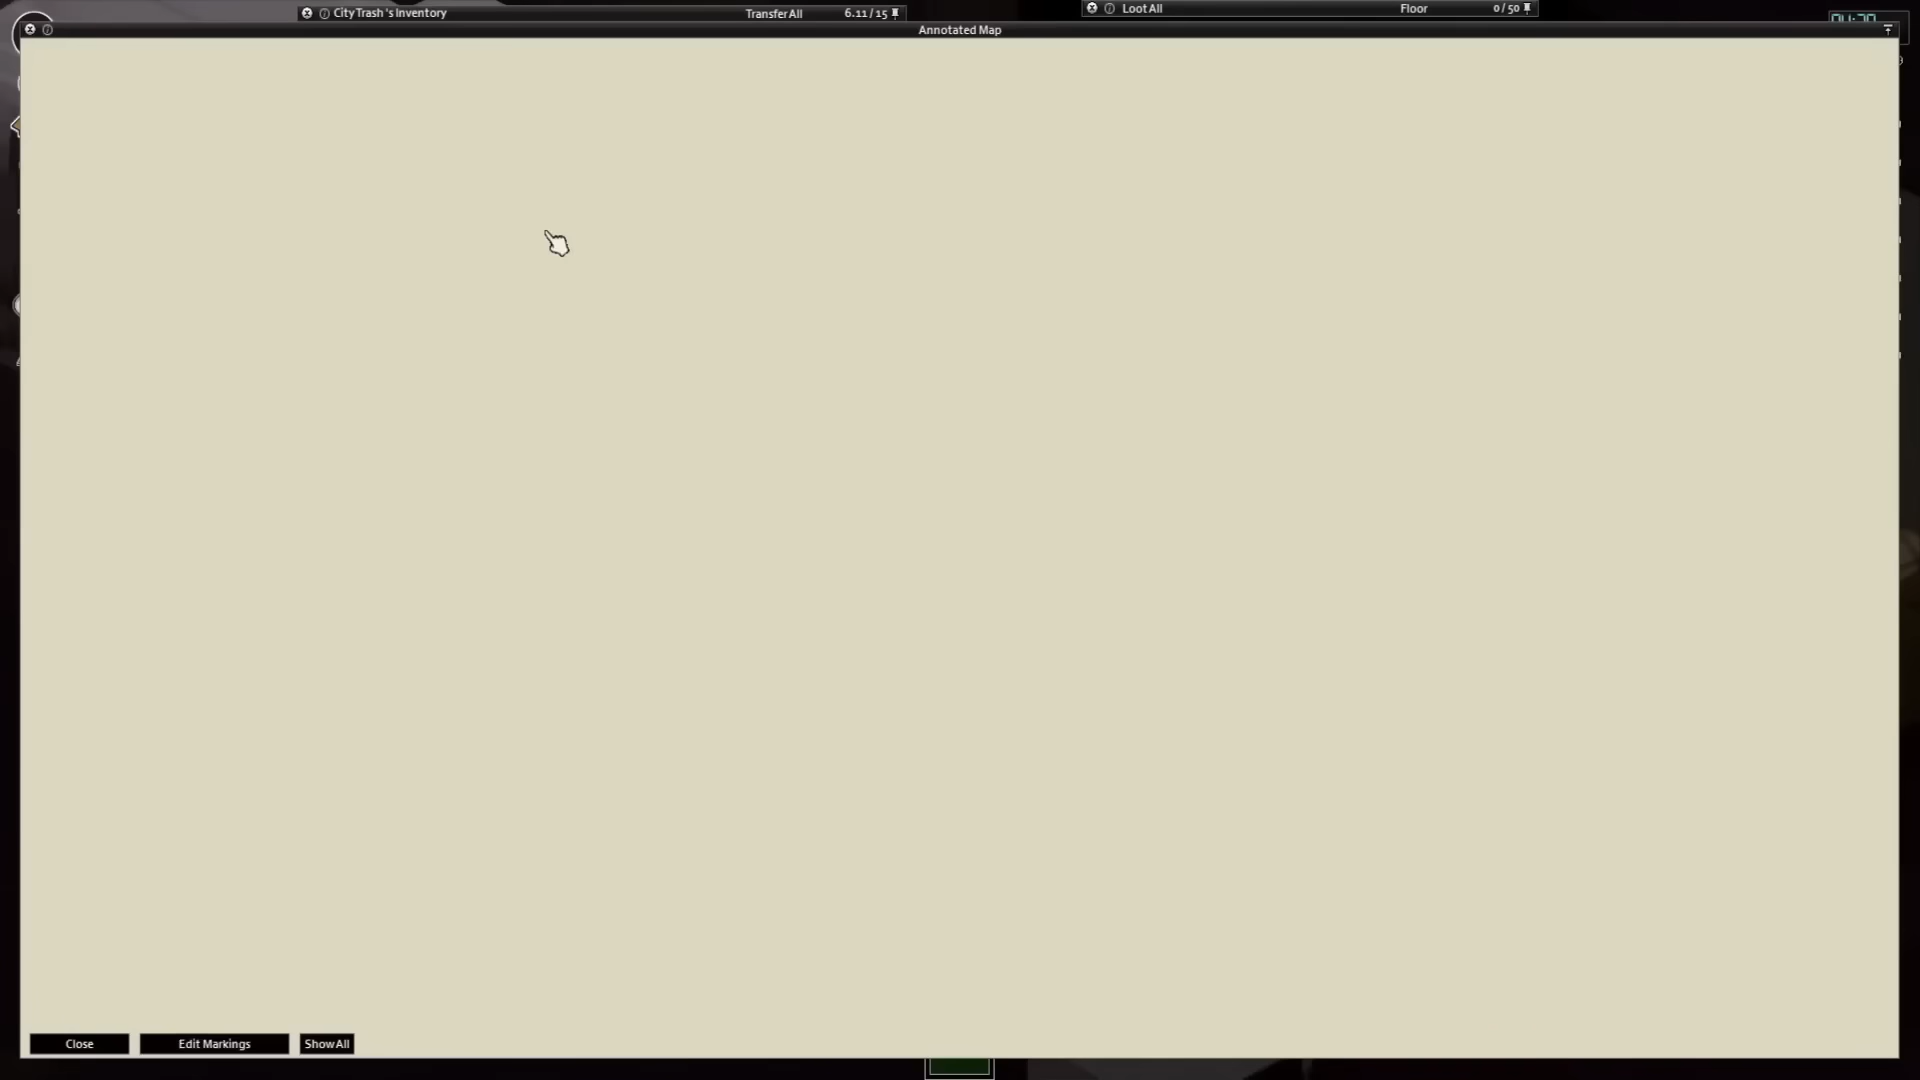 City Trash 's Inventory Transfer All 6.11 / 15
Loot All Floor 0 / 50
Annotated Map
Close Edit Markings Show All